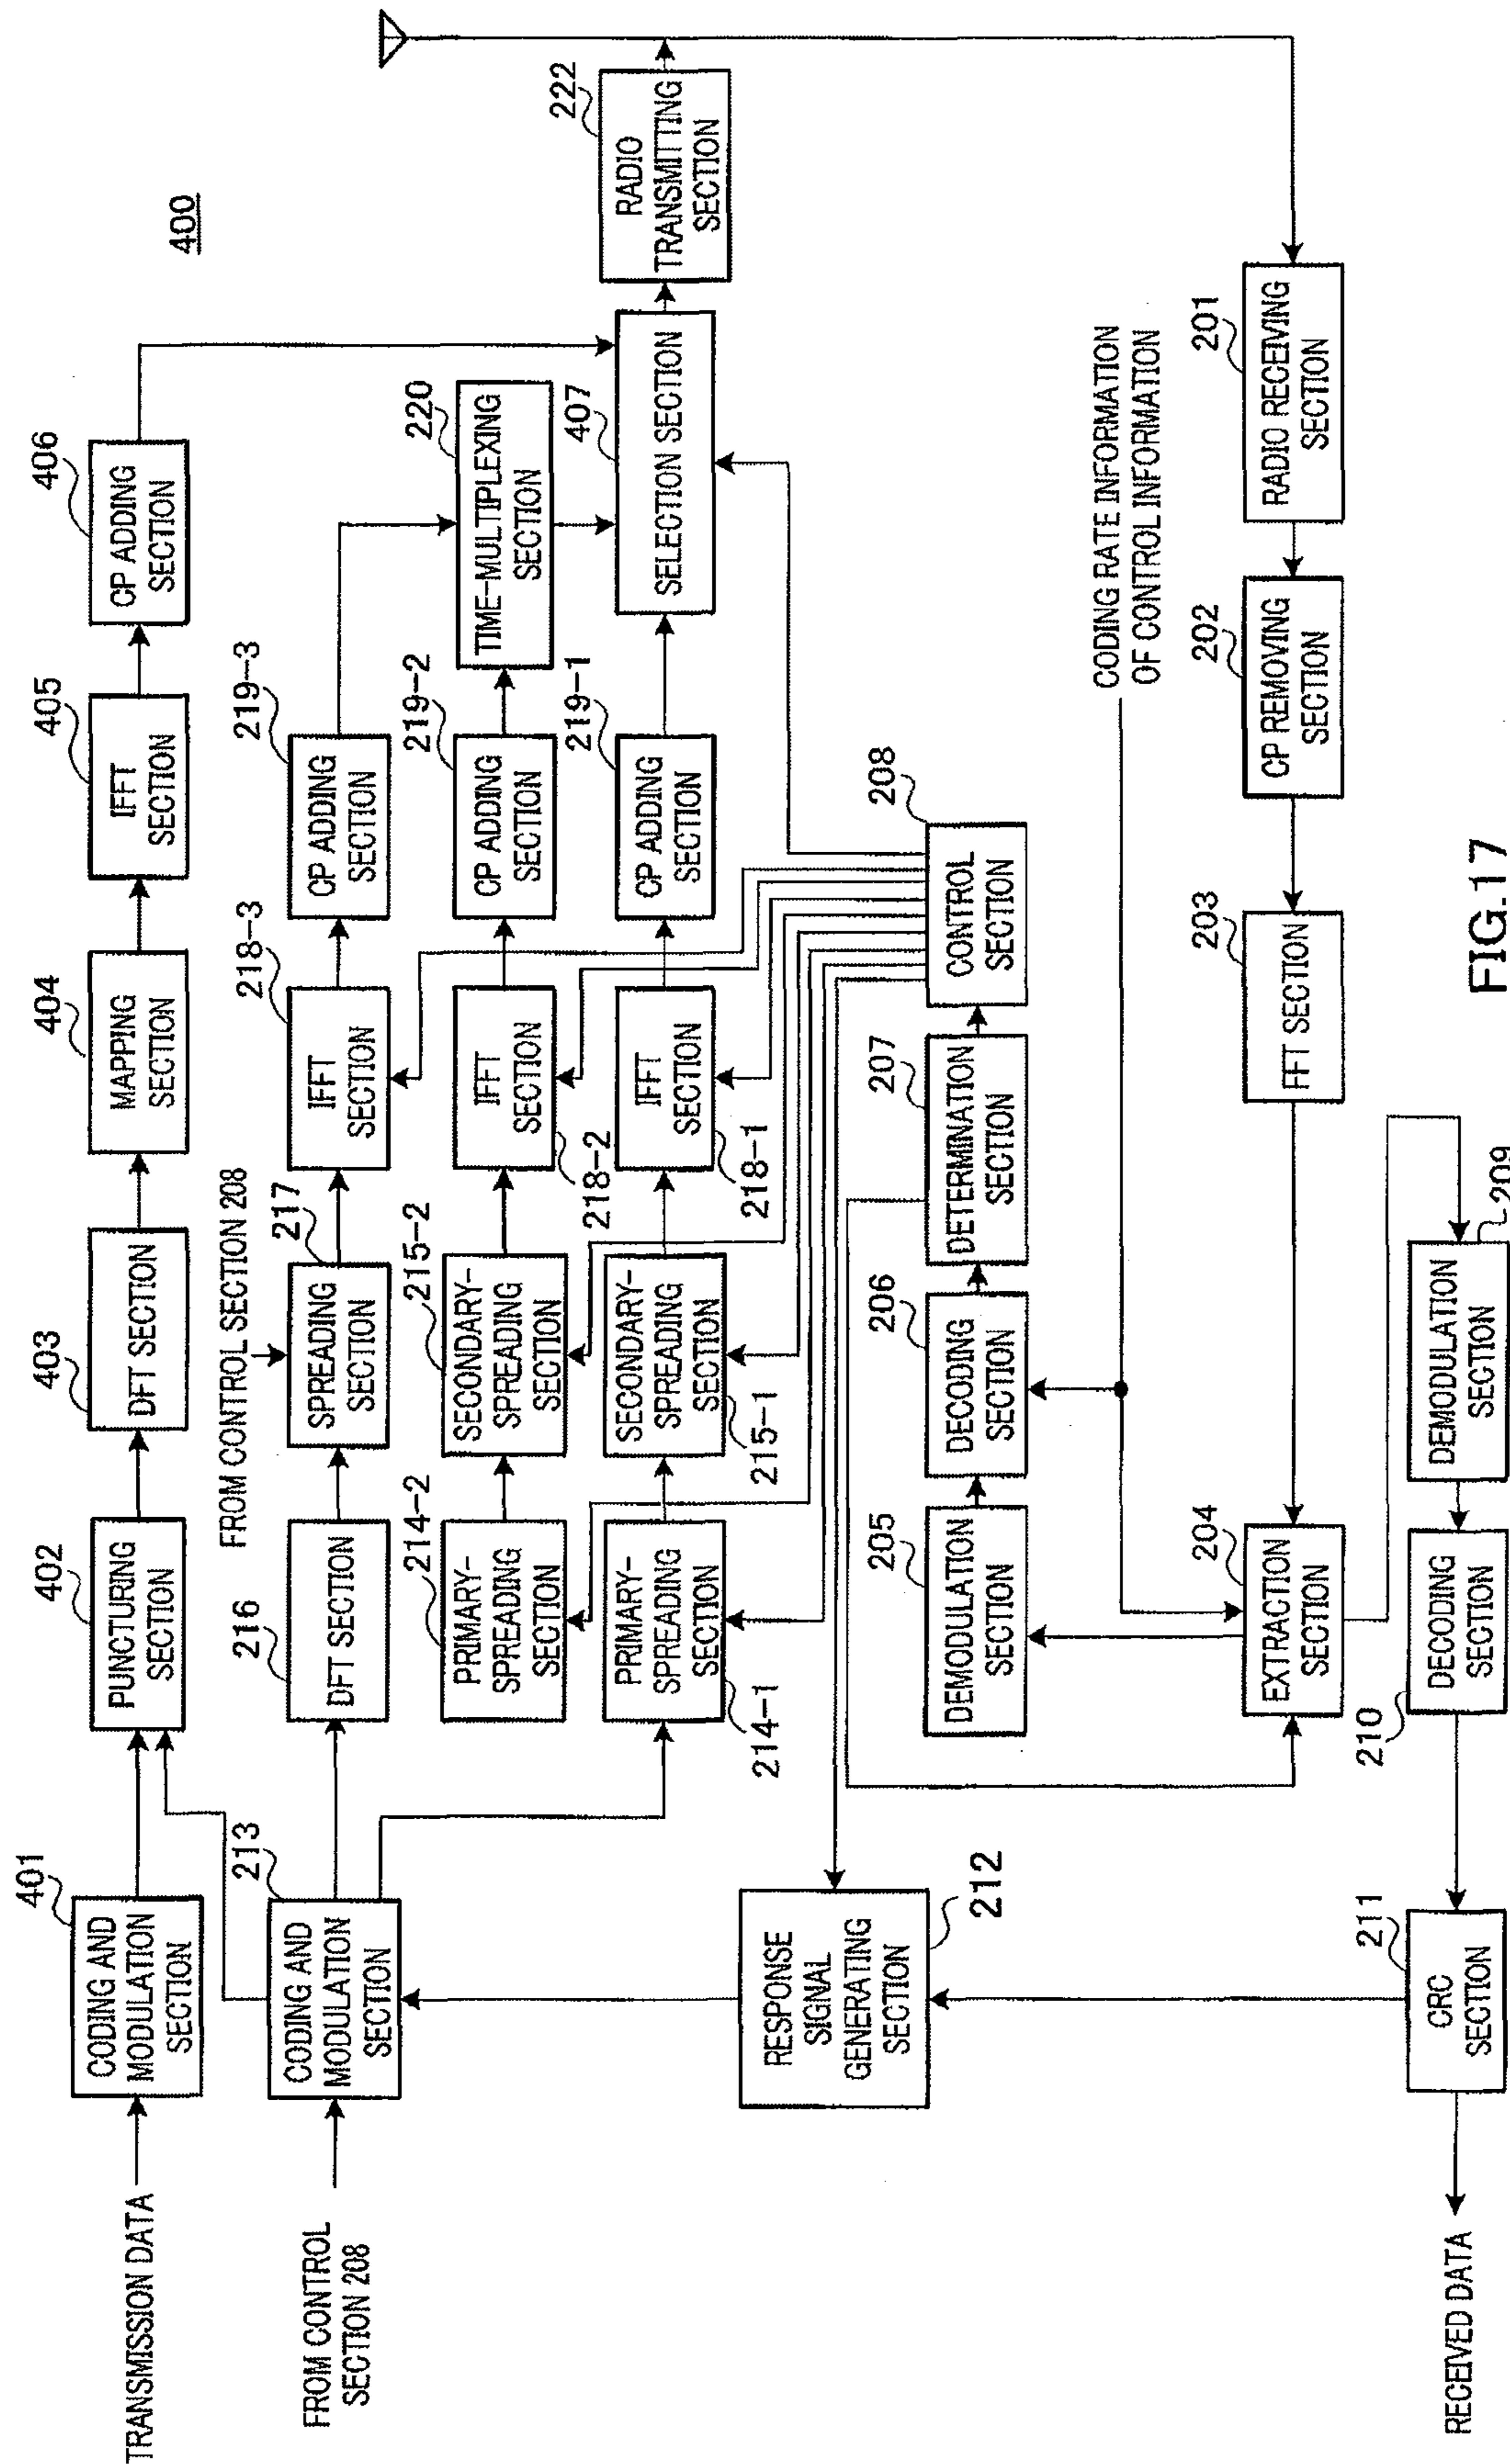 400
TRANSMISSION DATA
401
CODING AND
MODULATION
SECTION
402
PUNCTURING
SECTION
403
DFT SECTION
404
MAPPING
SECTION
405
IFFT
SECTION
406
CP ADDING
SECTION
FROM CONTROL
SECTION 208
213
CODING AND
MODULATION
SECTION
216
DFT SECTION
FROM CONTROL SECTION 208
217
SPREADING
SECTION
218-3
IFFT
SECTION
219-3
CP ADDING
SECTION
214-2
PRIMARY-
SPREADING
SECTION
215-2
SECONDARY-
SPREADING
SECTION
IFFT
SECTION
218-2
219-2
CP ADDING
SECTION
220
TIME-MULTIPLEXING
SECTION
PRIMARY-
SPREADING
SECTION
214-1
SECONDARY-
SPREADING
SECTION
215-1
IFFT
SECTION
218-1
219-1
CP ADDING
SECTION
407
SELECTION SECTION
222
RADIO
TRANSMITTING
SECTION
RESPONSE
SIGNAL
GENERATING
SECTION
212
205
DEMODULATION
SECTION
206
DECODING
SECTION
207
DETERMINATION
SECTION
208
CONTROL
SECTION
CODING RATE INFORMATION
OF CONTROL INFORMATION
204
EXTRACTION
SECTION
203
FFT SECTION
202
CP REMOVING
SECTION
201
RADIO RECEIVING
SECTION
RECEIVED DATA
211
CRC
SECTION
210
DECODING
SECTION
DEMODULATION
SECTION
209
FIG.17